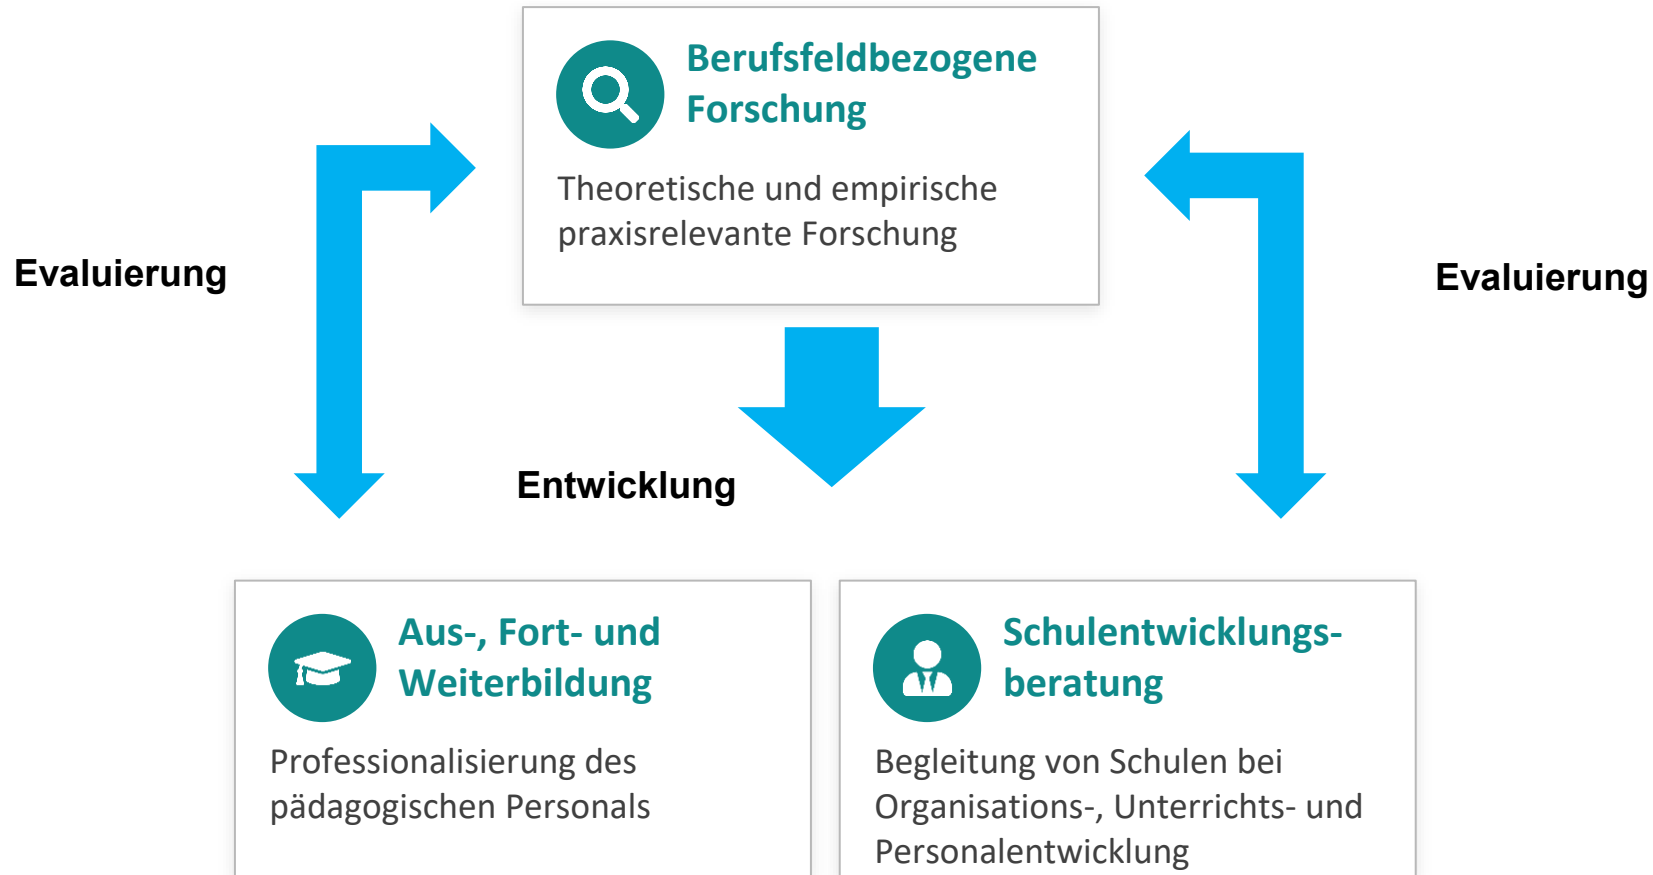 Berufsfeldbezogene
Forschung
Theoretische und empirische
praxisrelevante Forschung
Evaluierung
Evaluierung
Entwicklung
Aus-, Fort- und
Weiterbildung
Professionalisierung des
pädagogischen Personals
Schulentwicklungs-
beratung
Begleitung von Schulen bei
Organisations-, Unterrichts- und
Personalentwicklung